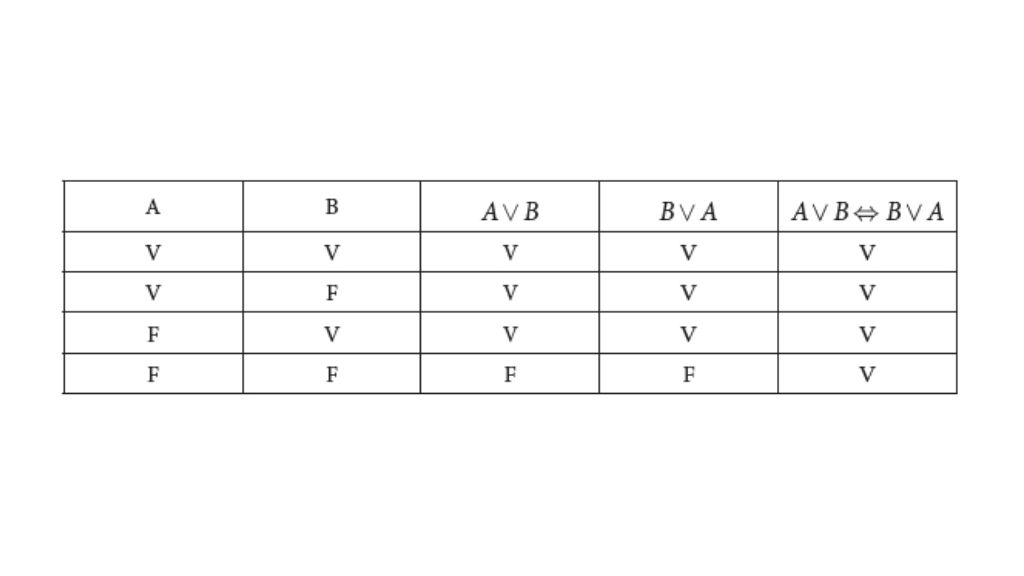 A B A ∨ B B ∨ A A ∨ B ⇔ B ∨ A
V V V V V
V F V V V
F V V V V
F F F F V